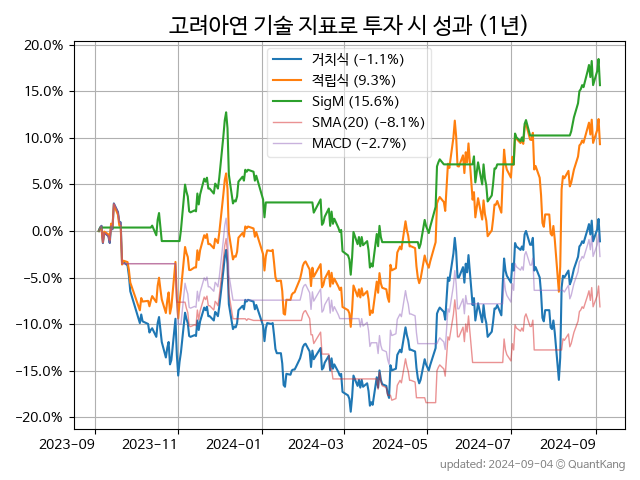 고려아연 기술 지표로 투자 시 성과 (1년)
20.0%
15.0%
10.0%
5.0%
0.0%
−5.0%
−10.0%
−15.0%
−20.0%
거치식 (−1.1%)
적립식 (9.3%)
SigM (15.6%)
SMA(20) (−8.1%)
MACD (−2.7%)
2023-09 2023-11 2024-01 2024-03 2024-05 2024-07 2024-09
updated: 2024-09-04 © QuantKang